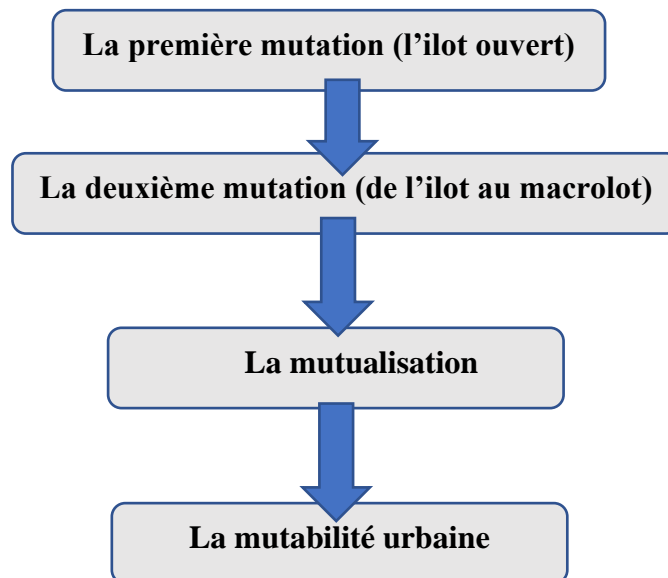 La première mutation (l’ilot ouvert)
La deuxième mutation (de l’ilot au macrolot)
La mutualisation
La mutabilité urbaine